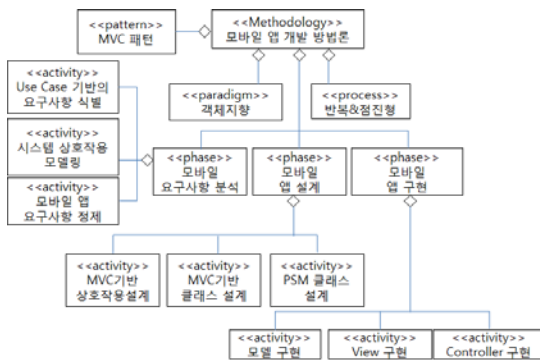 <<pattern>>
MVC 패턴
<<Methodology>>
모바일 앱 개발 방법론
<<activity>>
Use Case 기반의
요구사항 식별
<<paradigm>>
객체지향
<<process>>
반복&점진형
<<activity>>
시스템 상호작용
모델링
<<phase>>
모바일
요구사항 분석
<<phase>>
모바일
앱 설계
<<phase>>
모바일
앱 구현
<<activity>>
모바일 앱
요구사항 정제
<<activity>>
MVC기반
상호작용설계
<<activity>>
MVC기반
클래스 설계
<<activity>>
PSM 클래스
설계
<<activity>>
모델 구현
<<activity>>
View 구현
<<activity>>
Controller 구현